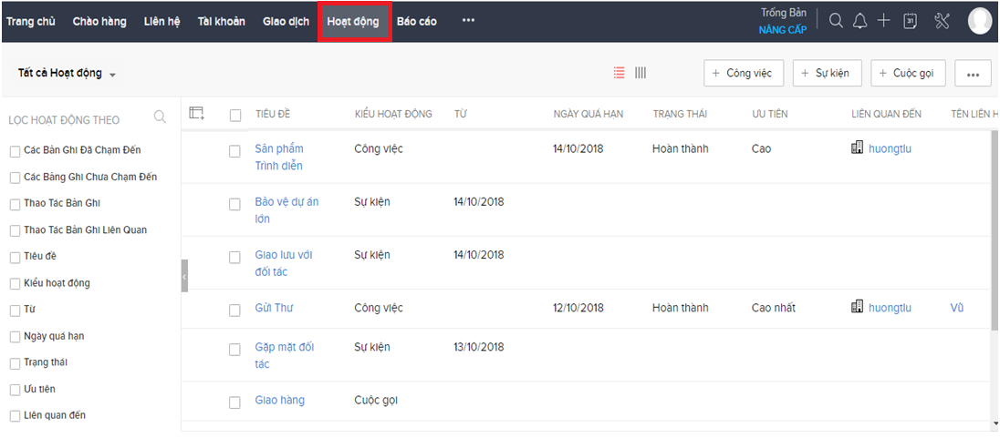 Trang chủ Chào hàng Liên hệ Tài khoản Giao dịch Hoạt động Báo cáo ••• Trống Bản
NÂNG CẤP
31
Tất cả Hoạt động
+ Công việc + Sự kiện + Cuộc gọi •••
LỌC HOẠT ĐỘNG THEO
Các Bản Ghi Đã Chạm Đến
Các Bảng Ghi Chưa Chạm Đến
Thao Tác Bản Ghi
Thao Tác Bản Ghi Liên Quan
Tiêu đề
Kiểu hoạt động
Từ
Ngày quá hạn
Trạng thái
Ưu tiên
Liên quan đến
TIÊU ĐỀ KIỂU HOẠT ĐỘNG TỪ NGÀY QUÁ HẠN TRẠNG THÁI ƯU TIÊN LIÊN QUAN ĐẾN TÊN LIÊN H
Sản phẩm Công việc 14/10/2018 Hoàn thành Cao huongtlu
Trình diễn
Bảo vệ dự án Sự kiện 14/10/2018
lớn
Giao lưu với Sự kiện 14/10/2018
đối tác
Gửi Thư Công việc 12/10/2018 Hoàn thành Cao nhất huongtlu Vũ
Gặp mặt đối Sự kiện 13/10/2018
tác
Giao hàng Cuộc gọi